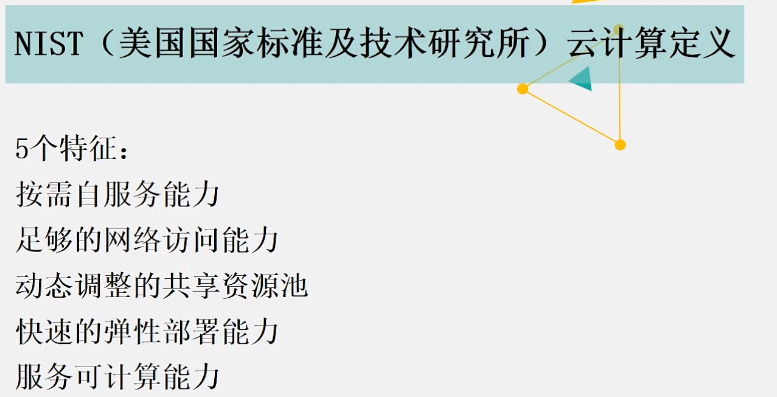 NIST（美国国家标准及技术研究所）云计算定义
5个特征：
按需自服务能力
足够的网络访问能力
动态调整的共享资源池
快速的弹性部署能力
服务可计算能力